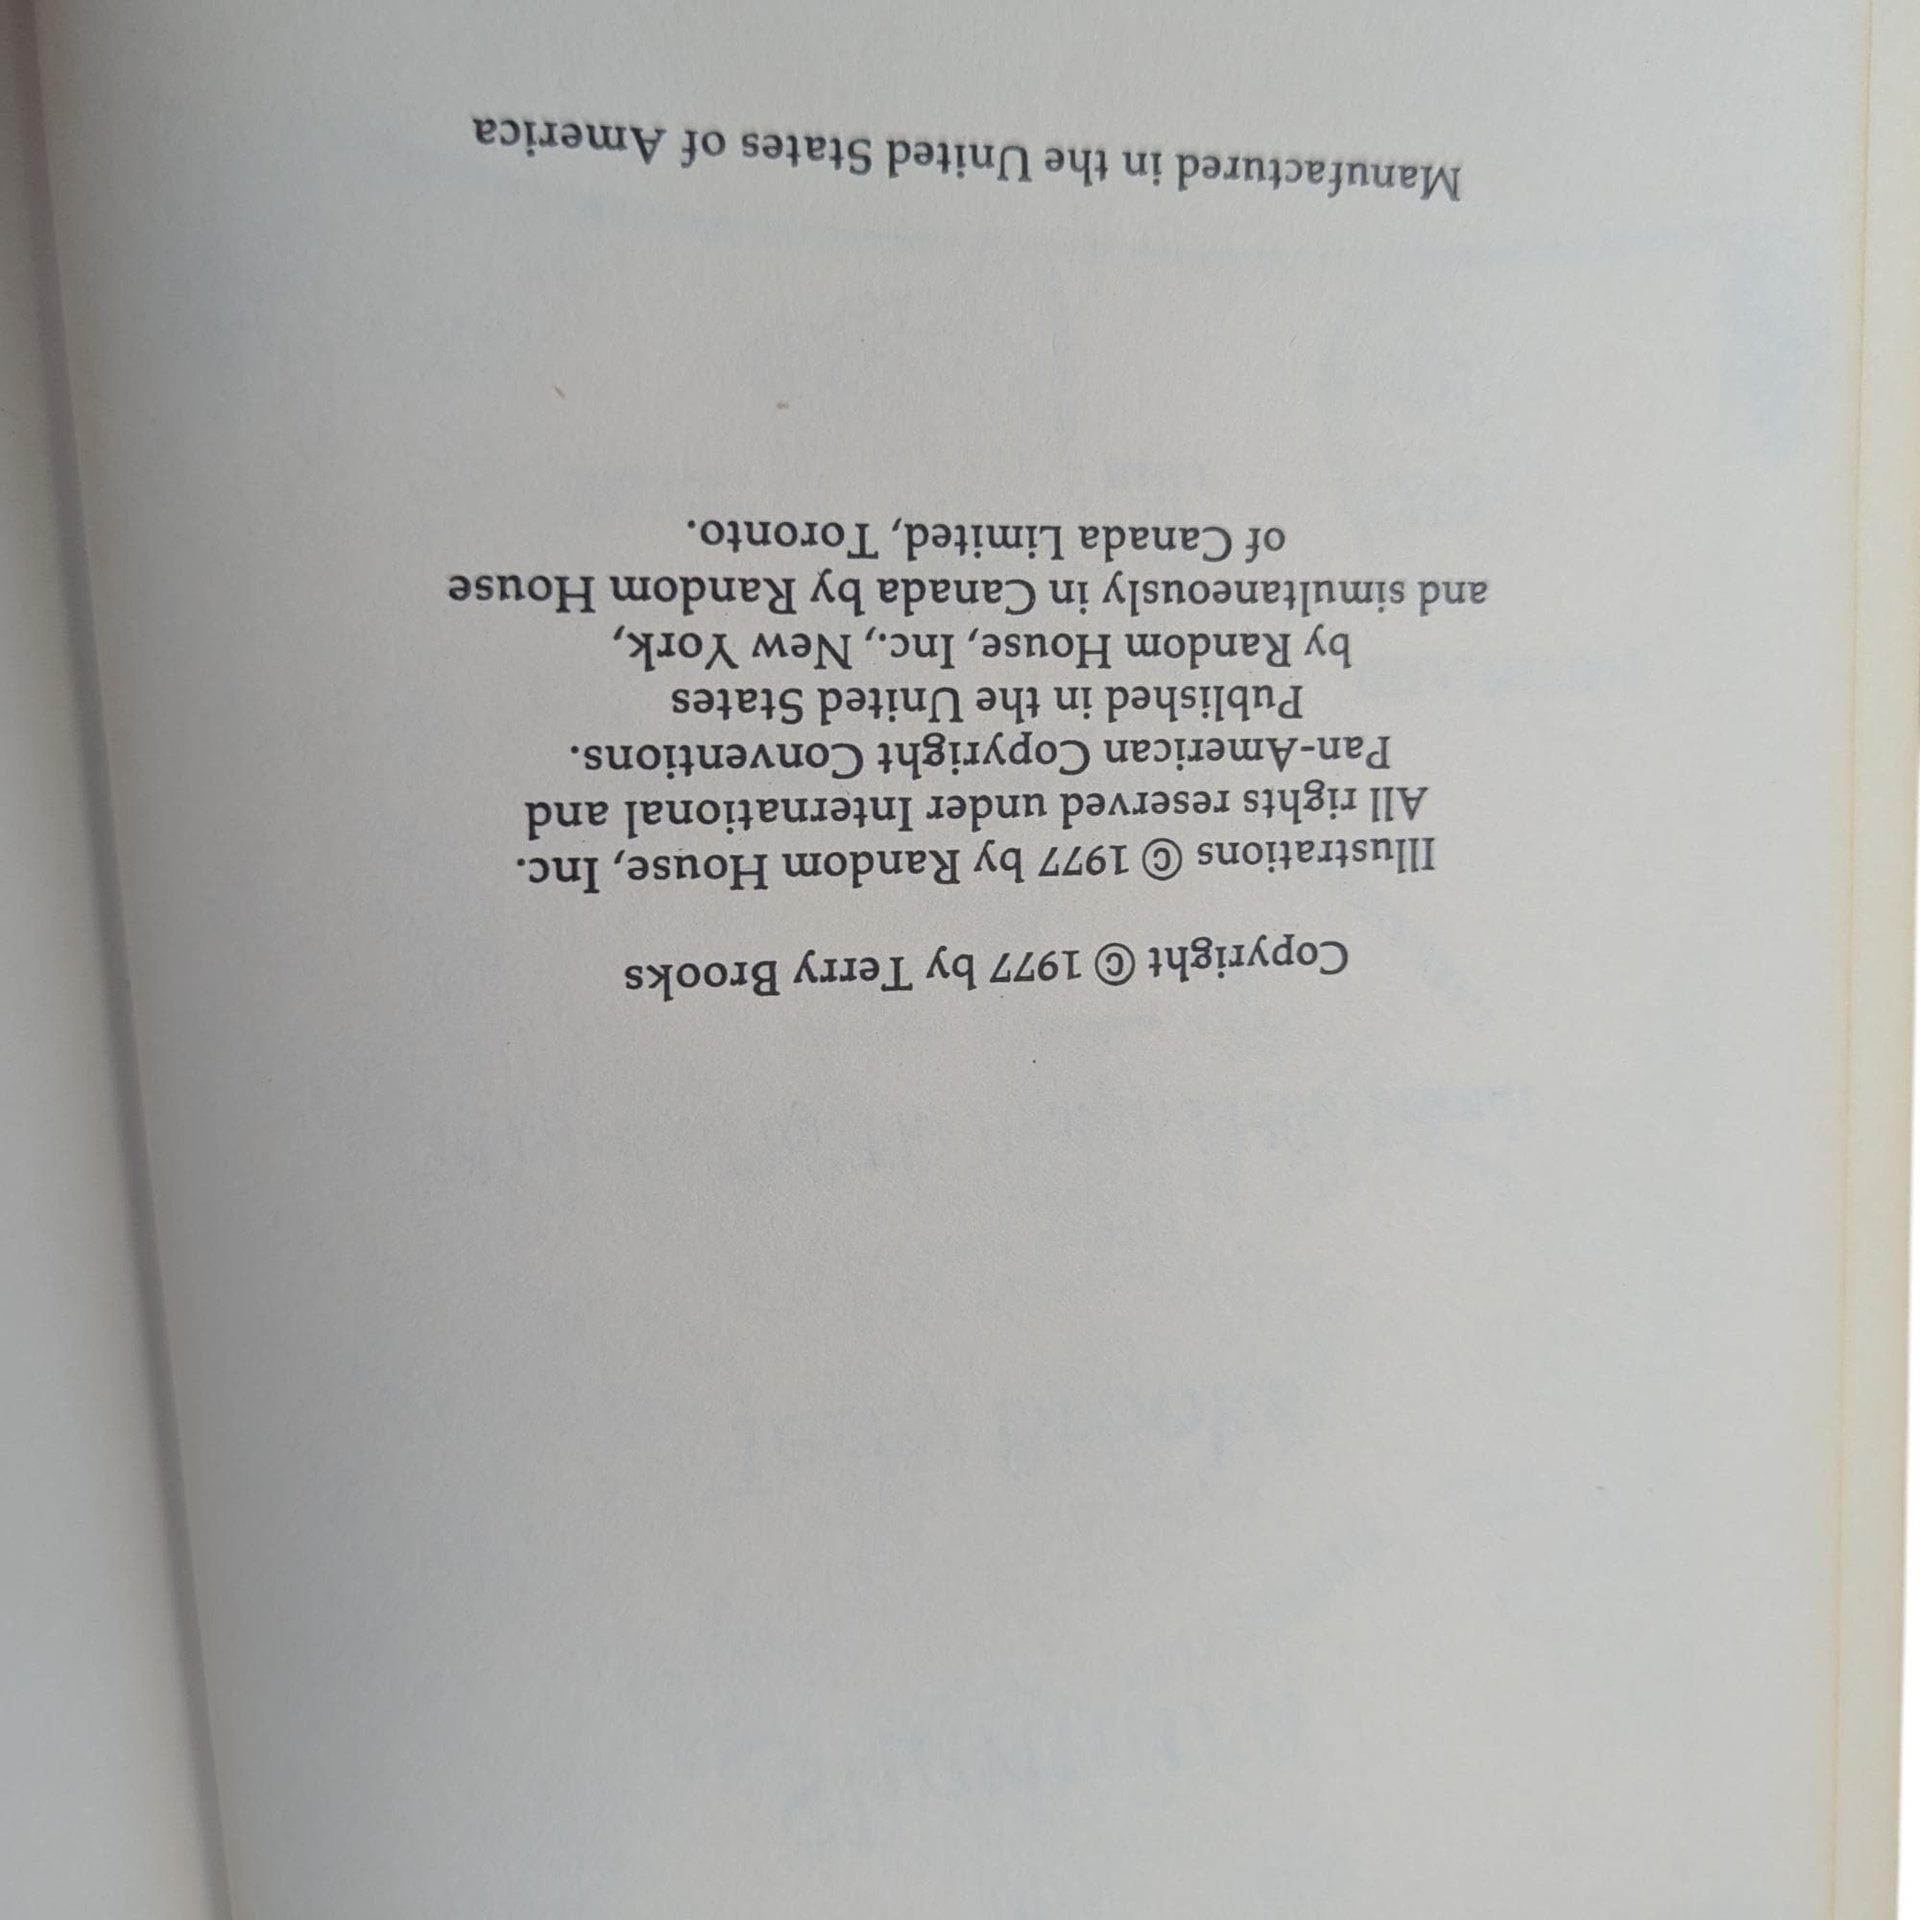 Copyright © 1977 by Terry Brooks
Illustrations © 1977 by Random House, Inc.
All rights reserved under International and
Pan-American Copyright Conventions.
Published in the United States
by Random House, Inc., New York,
and simultaneously in Canada by Random House
of Canada Limited, Toronto.
Manufactured in the United States of America